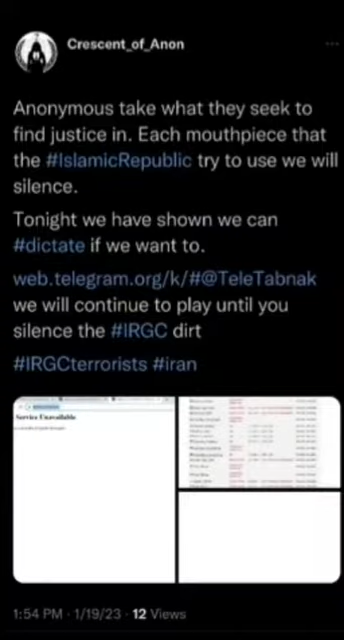 Crescent_of_Anon
Anonymous take what they seek to
find justice in. Each mouthpiece that
the #IslamicRepublic try to use we will
silence.
Tonight we have shown we can
#dictate if we want to.
web.telegram.org/k/#@TeleTabnak
we will continue to play until you
silence the #IRGC dirt
#IRGCterrorists #iran
Service Unavailable
1:54 PM · 1/19/23 · 12 Views